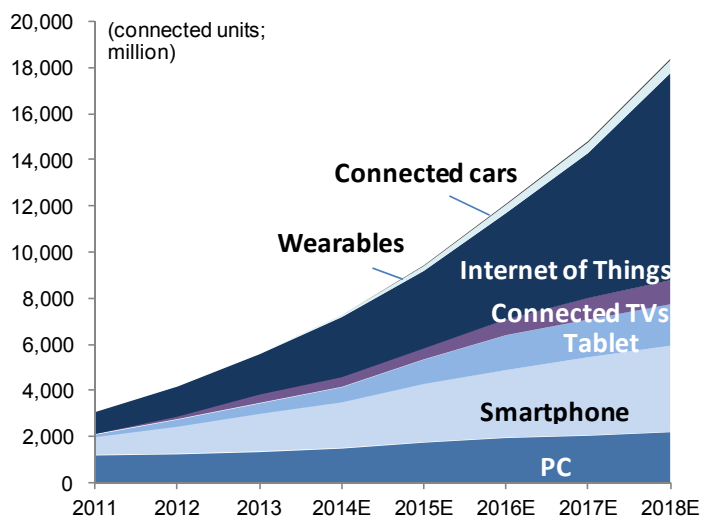 20,000
(connected units;
million)
18,000
16,000
14,000
Connected cars
12,000
Wearables
10,000
Internet of Things
8,000
Connected TVs
6,000
Tablet
4,000
Smartphone
2,000
PC
0
2011 2012 2013 2014E 2015E 2016E 2017E 2018E